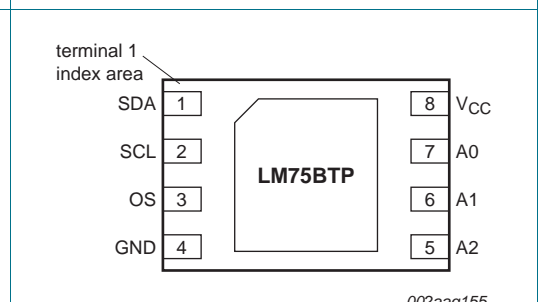 terminal 1
index area
SDA 1 8 VCC
SCL 2 7 A0
LM75BTP
OS 3 6 A1
GND 4 5 A2
002aag155